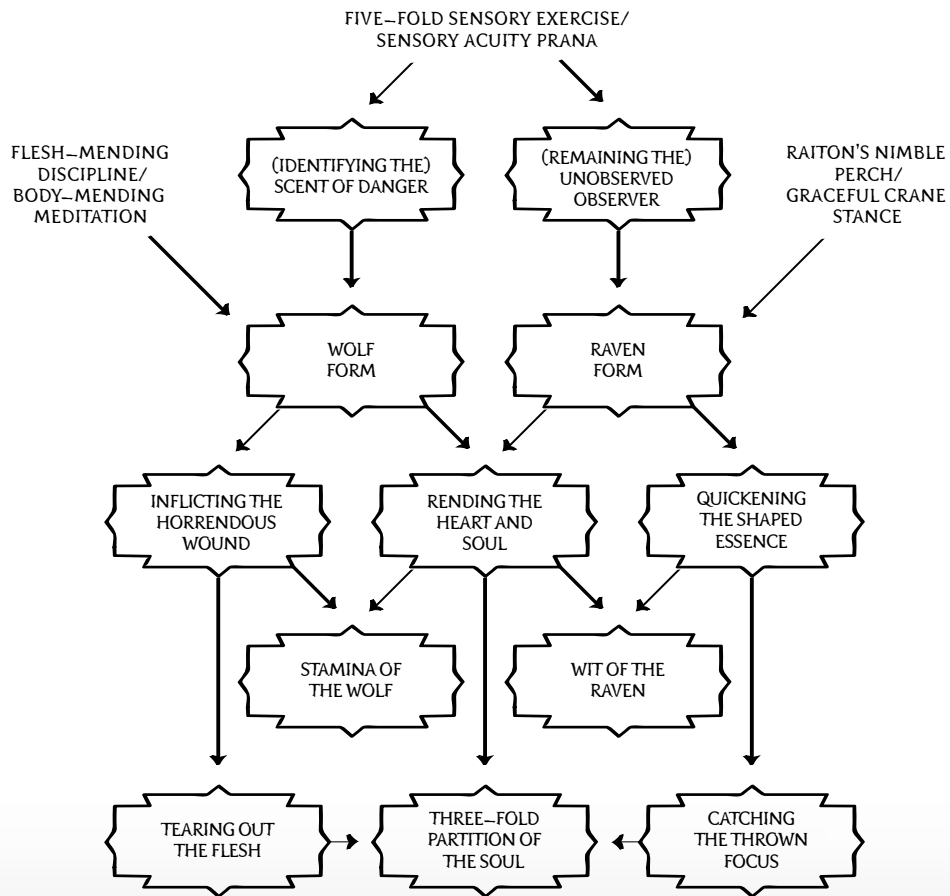 FIVE–FOLD SENSORY EXERCISE/
SENSORY ACUITY PRANA
FLESH–MENDING
DISCIPLINE/
BODY–MENDING
MEDITATION
(IDENTIFYING THE)
SCENT OF DANGER
(REMAINING THE)
UNOBSERVED
OBSERVER
RAITON'S NIMBLE
PERCH/
GRACEFUL CRANE
STANCE
WOLF
FORM
RAVEN
FORM
INFLICTING THE
HORRENDOUS
WOUND
RENDING THE
HEART AND
SOUL
QUICKENING
THE SHAPED
ESSENCE
STAMINA OF
THE WOLF
WIT OF THE
RAVEN
TEARING OUT
THE FLESH
THREE–FOLD
PARTITION OF
THE SOUL
CATCHING
THE THROWN
FOCUS